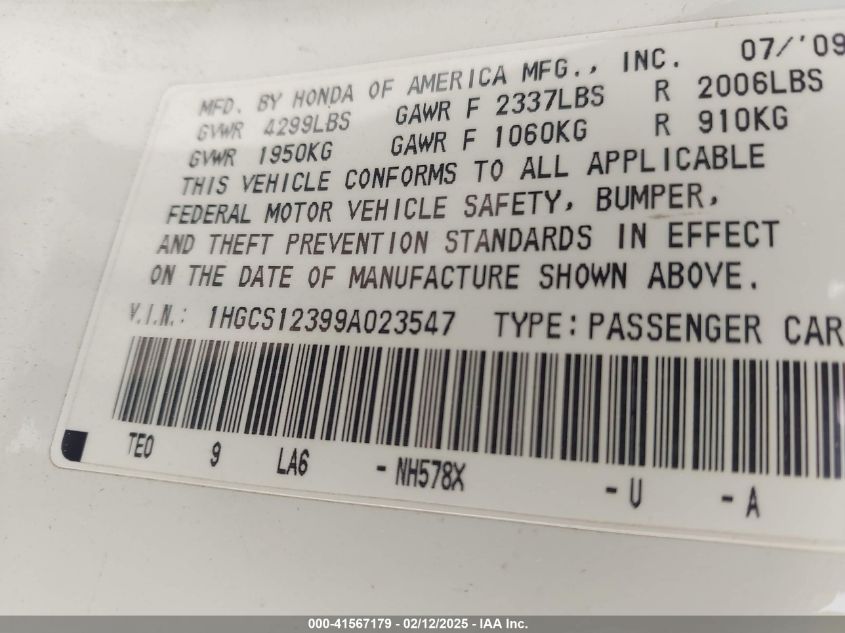 MFD. BY HONDA OF AMERICA MFG., INC. 07/'09
GVWR 4299LBS GAWR F 2337LBS R 2006LBS
GVWR 1950KG GAWR F 1060KG R 910KG
THIS VEHICLE CONFORMS TO ALL APPLICABLE
FEDERAL MOTOR VEHICLE SAFETY, BUMPER,
AND THEFT PREVENTION STANDARDS IN EFFECT
ON THE DATE OF MANUFACTURE SHOWN ABOVE.
V.I.N.: 1HGCS12399A023547 TYPE:PASSENGER CAR
TE0 9 LA6 -NH578X -U -A
000-41567179 - 02/12/2025 - IAA Inc.